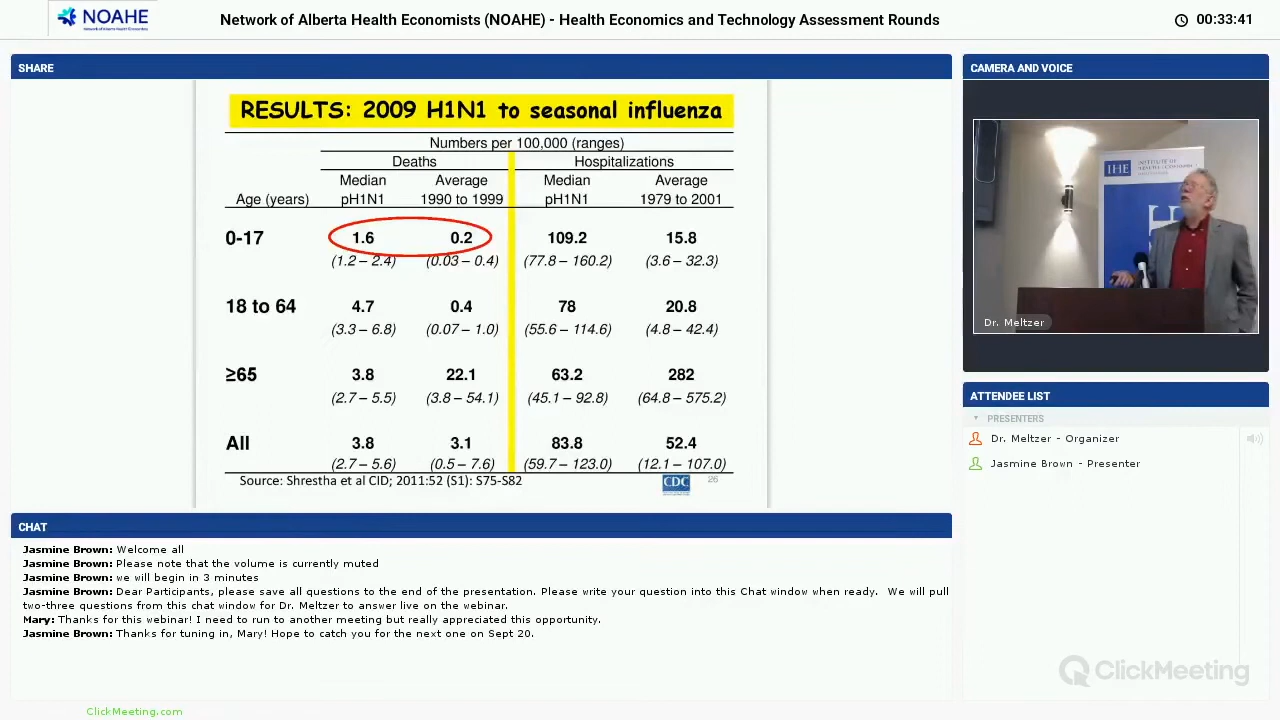 NOAHE
Network of Alberta Health Economists
Network of Alberta Health Economists (NOAHE) - Health Economics and Technology Assessment Rounds
00:33:41
SHARE
RESULTS: 2009 H1N1 to seasonal influenza
Numbers per 100,000 (ranges)
Deaths Hospitalizations
Median Average Median Average
Age (years) pH1N1 1990 to 1999 pH1N1 1979 to 2001
0-17 1.6 0.2 109.2 15.8
(1.2 – 2.4) (0.03 – 0.4) (77.8 – 160.2) (3.6 – 32.3)
18 to 64 4.7 0.4 78 20.8
(3.3 – 6.8) (0.07 – 1.0) (55.6 – 114.6) (4.8 – 42.4)
≥65 3.8 22.1 63.2 282
(2.7 – 5.5) (3.8 – 54.1) (45.1 – 92.8) (64.8 – 575.2)
All 3.8 3.1 83.8 52.4
(2.7 – 5.6) (0.5 – 7.6) (59.7 – 123.0) (12.1 – 107.0)
Source: Shrestha et al CID; 2011:52 (S1): S75-S82
CDC
26
CAMERA AND VOICE
IHE
INSTITUTE OF
HEALTH ECONOMICS
Dr. Meltzer
ATTENDEE LIST
PRESENTERS
Dr. Meltzer - Organizer
Jasmine Brown - Presenter
CHAT
Jasmine Brown: Welcome all
Jasmine Brown: Please note that the volume is currently muted
Jasmine Brown: we will begin in 3 minutes
Jasmine Brown: Dear Participants, please save all questions to the end of the presentation. Please write your question into this Chat window when ready. We will pull
two-three questions from this chat window for Dr. Meltzer to answer live on the webinar.
Mary: Thanks for this webinar! I need to run to another meeting but really appreciated this opportunity.
Jasmine Brown: Thanks for tuning in, Mary! Hope to catch you for the next one on Sept 20.
ClickMeeting
ClickMeeting.com